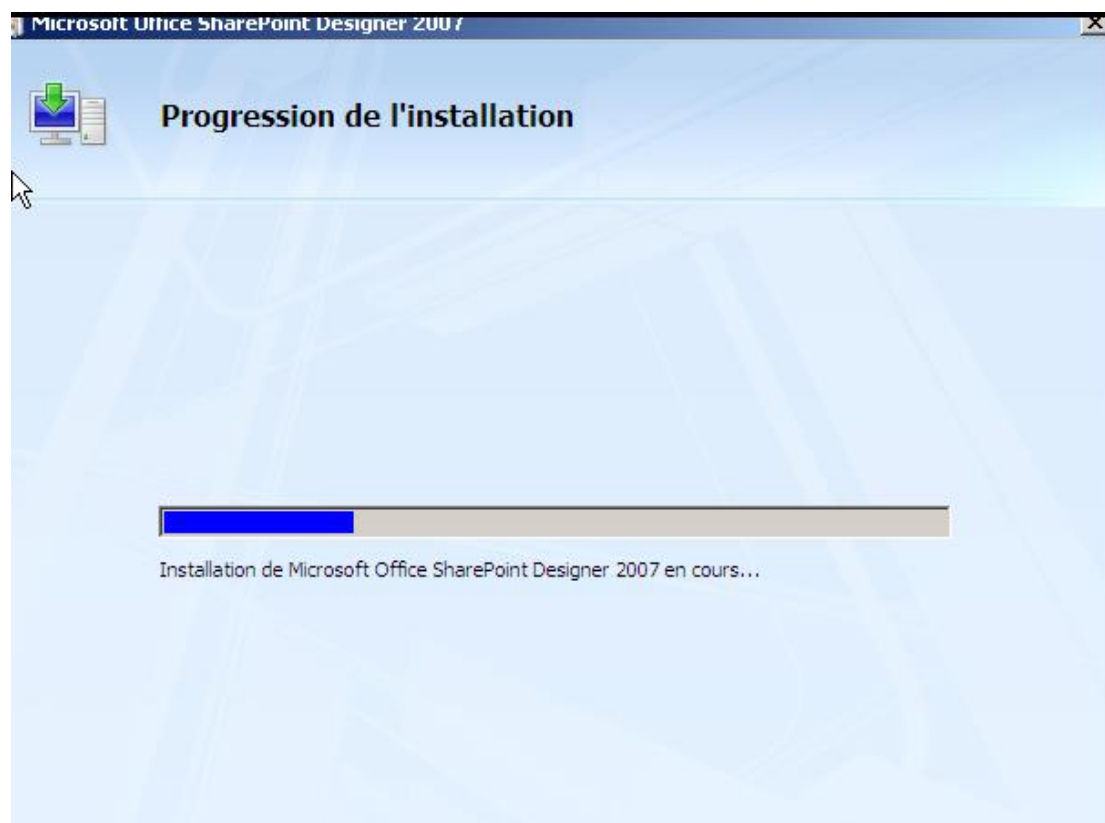 Microsoft Office SharePoint Designer 2007
Progression de l'installation
Installation de Microsoft Office SharePoint Designer 2007 en cours...